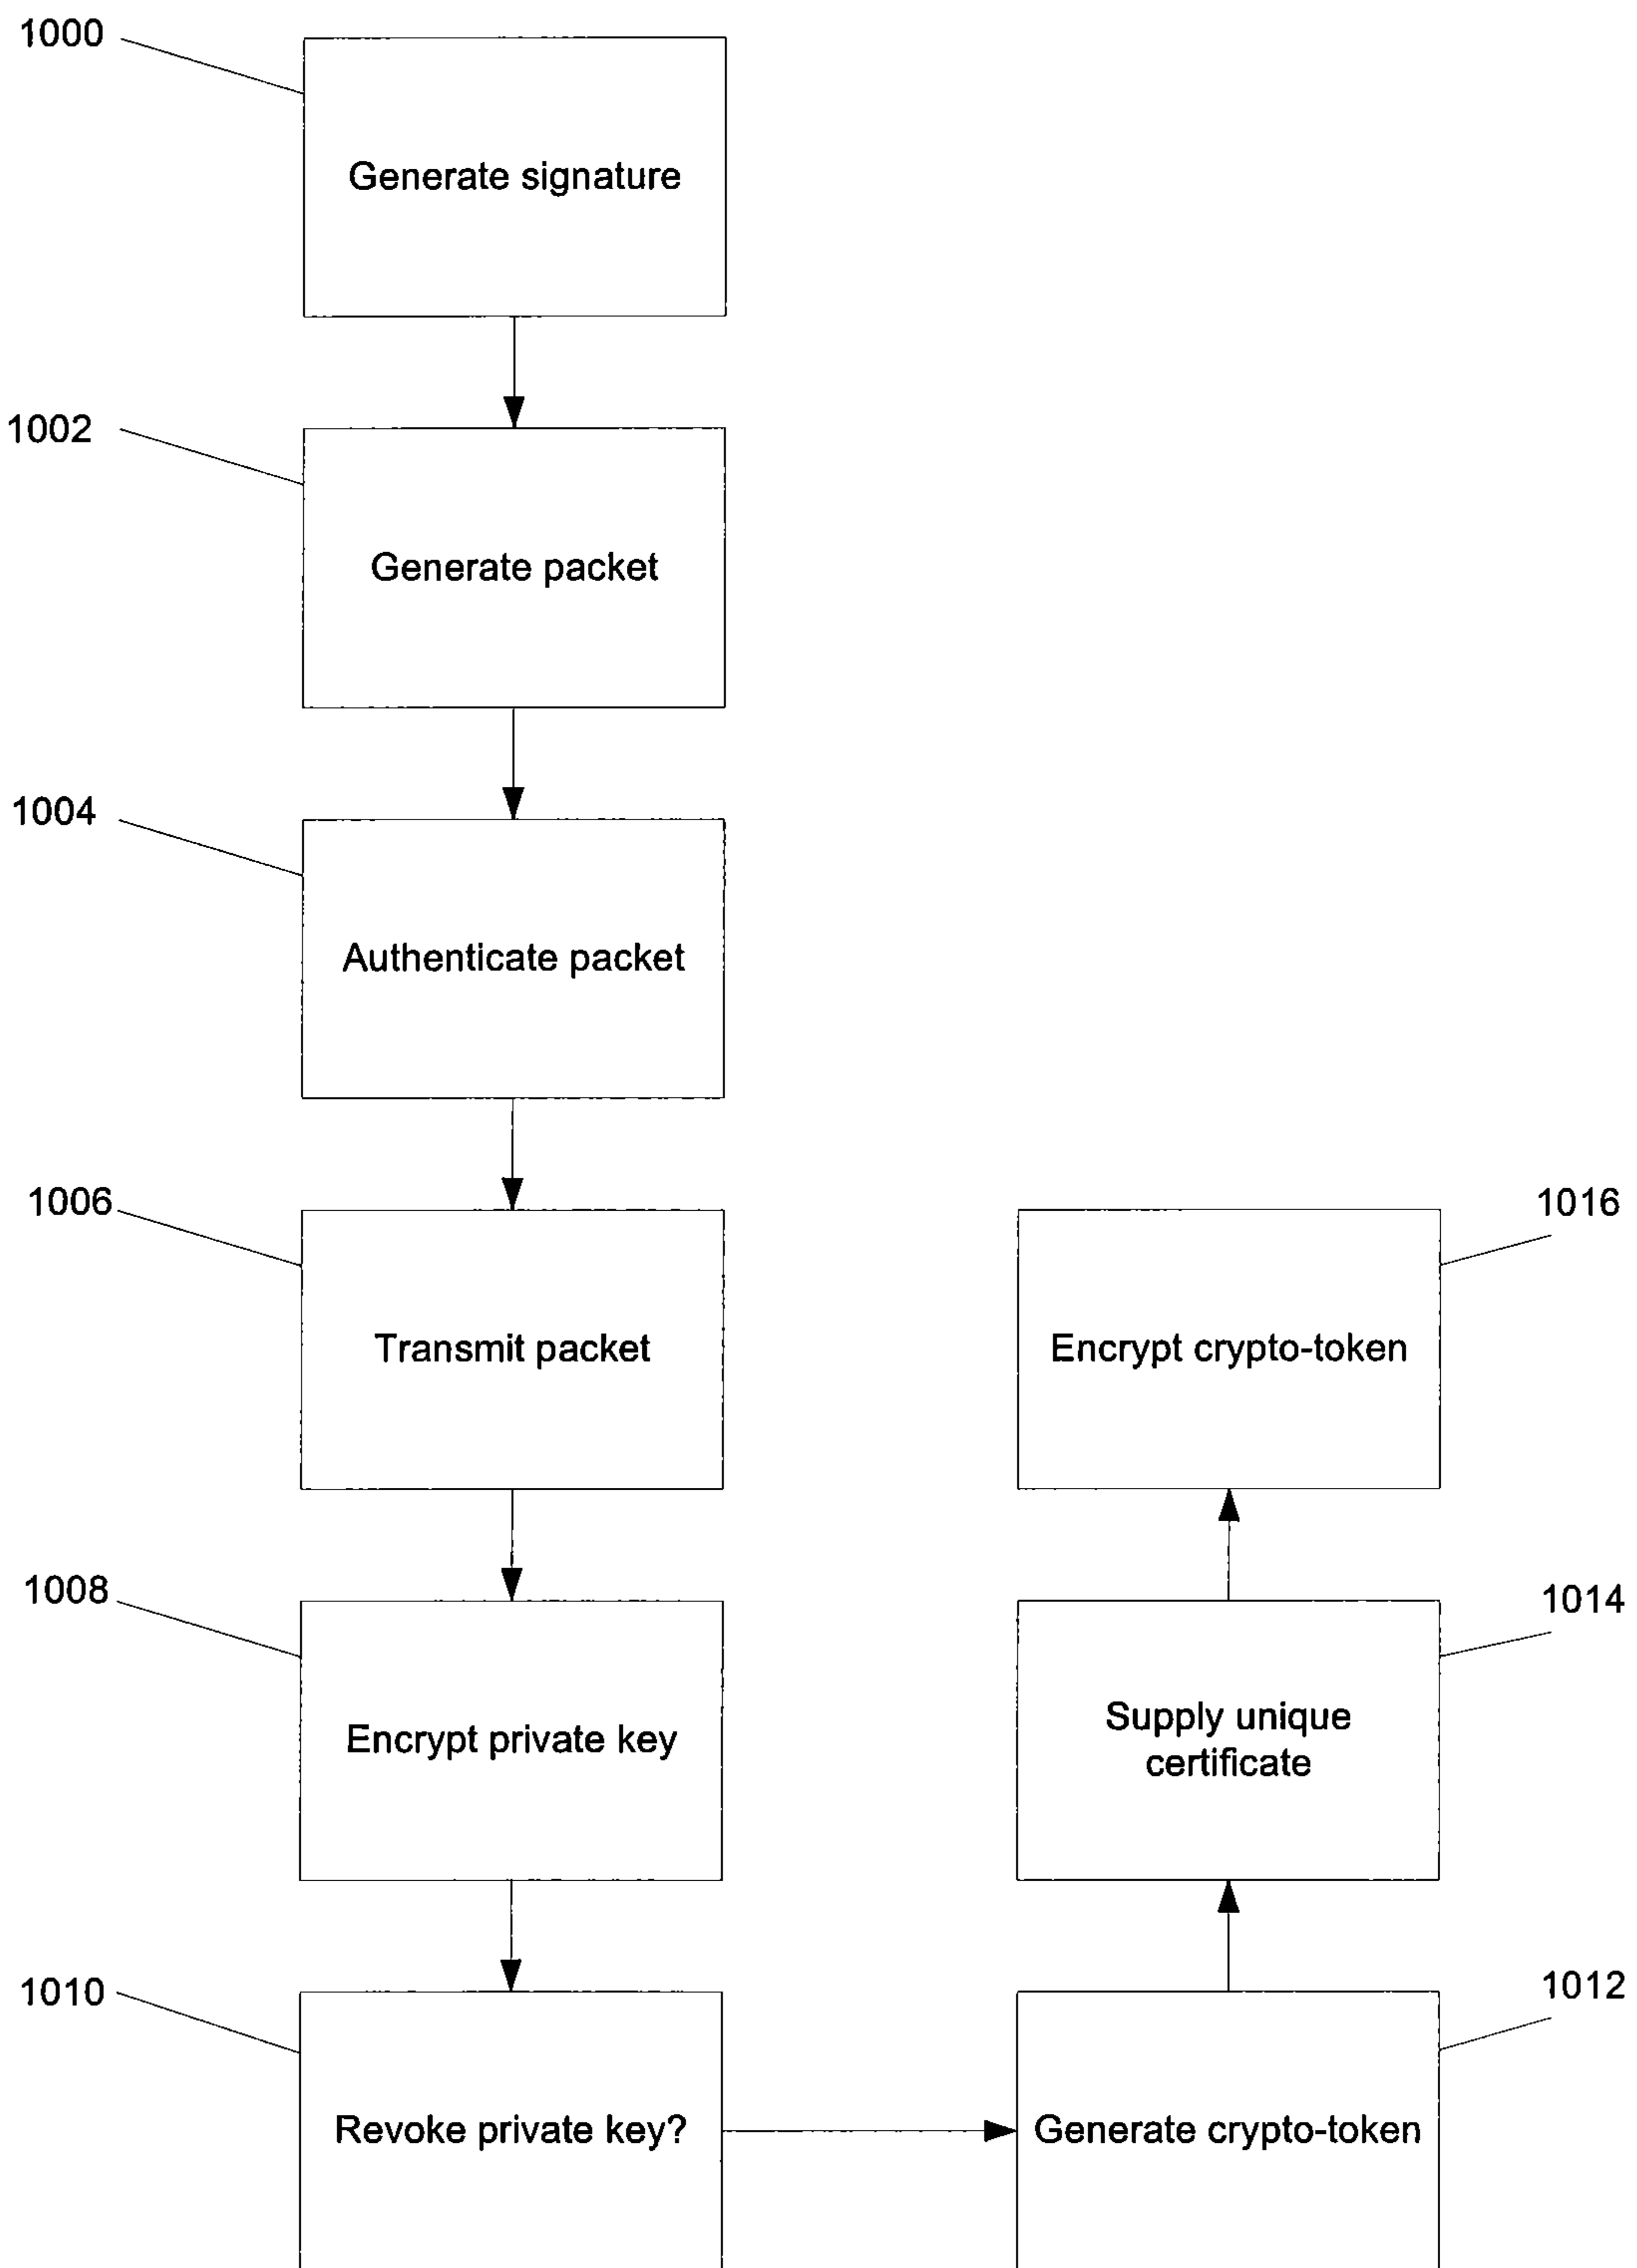 1000
Generate signature
1002
Generate packet
1004
Authenticate packet
1006
Transmit packet
1008
Encrypt private key
1010
Revoke private key?
1012
Generate crypto-token
1014
Supply unique
certificate
1016
Encrypt crypto-token